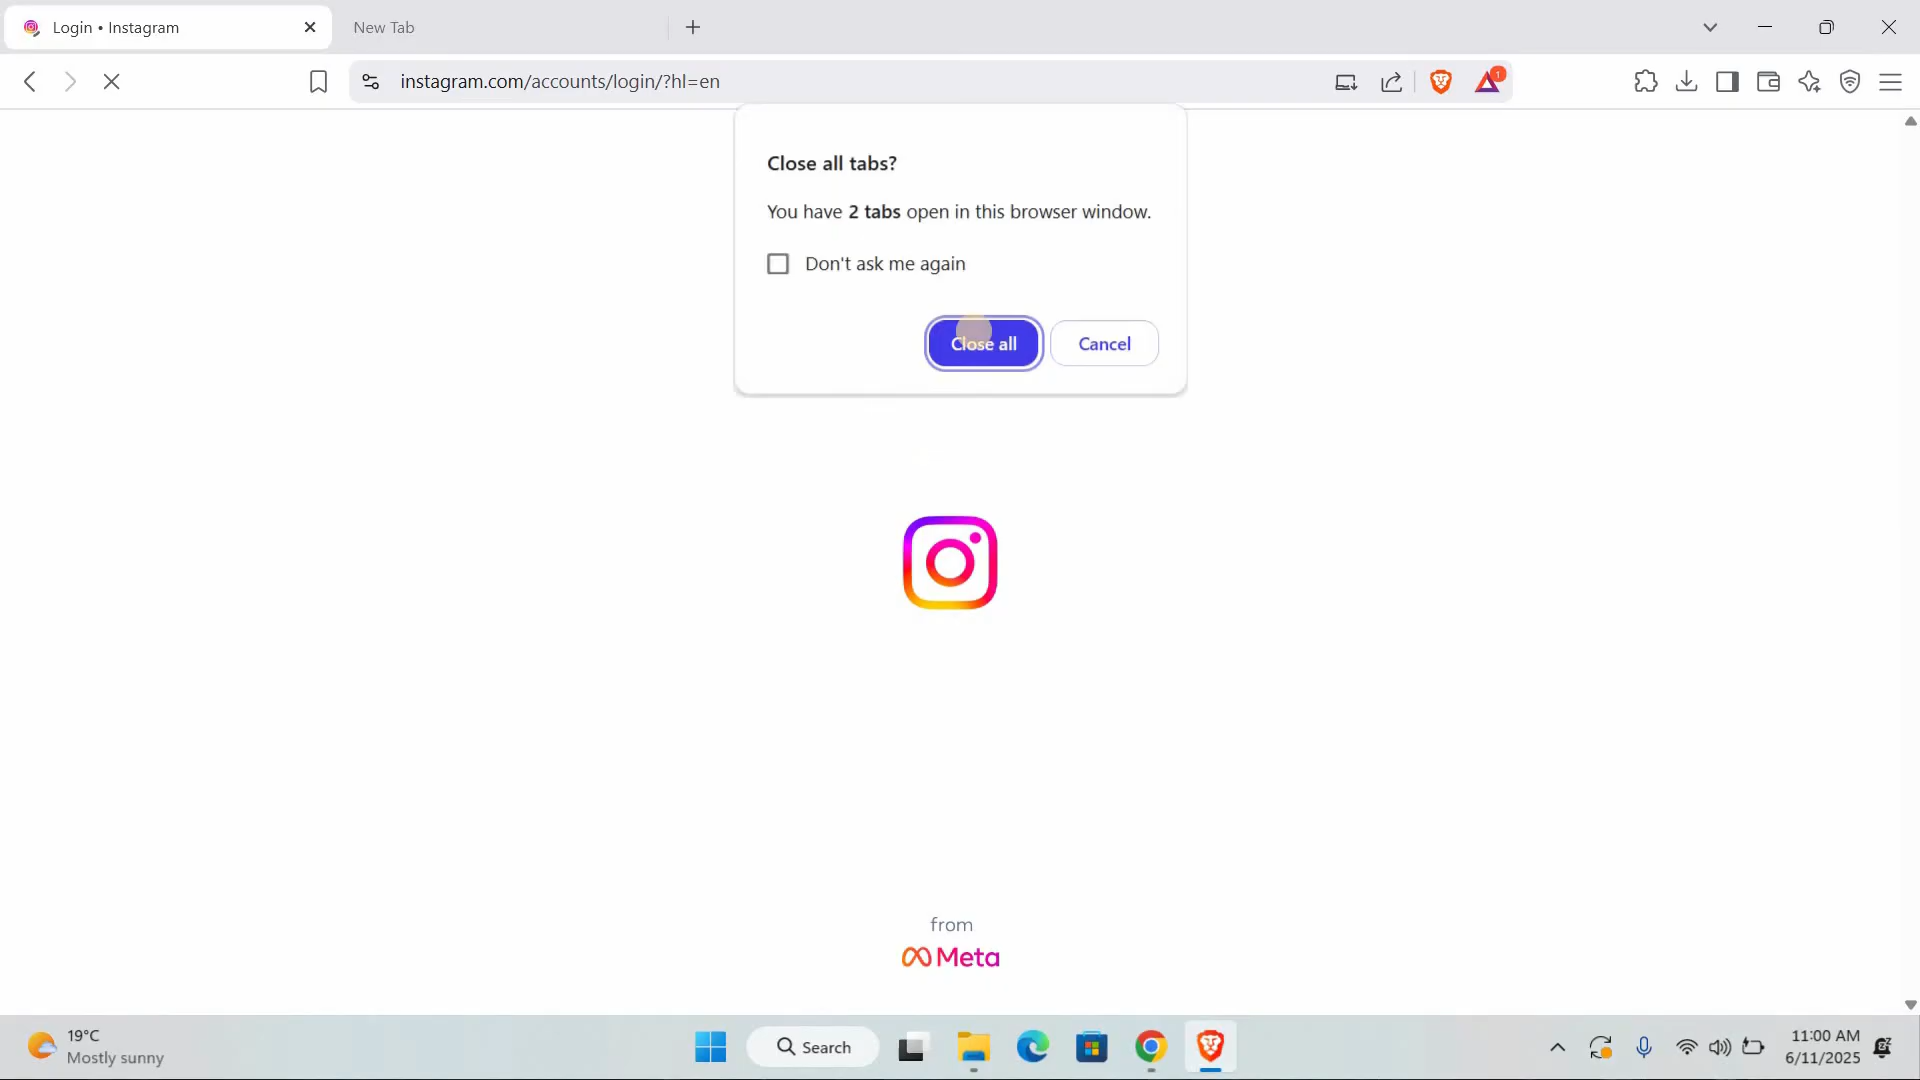 Login • Instagram
New Tab
instagram.com/accounts/login/?hl=en
1
Close all tabs?
You have 2 tabs open in this browser window.
Don't ask me again
Close all
Cancel
from
Meta
19°C
Mostly sunny
Search
11:00 AM
6/11/2025